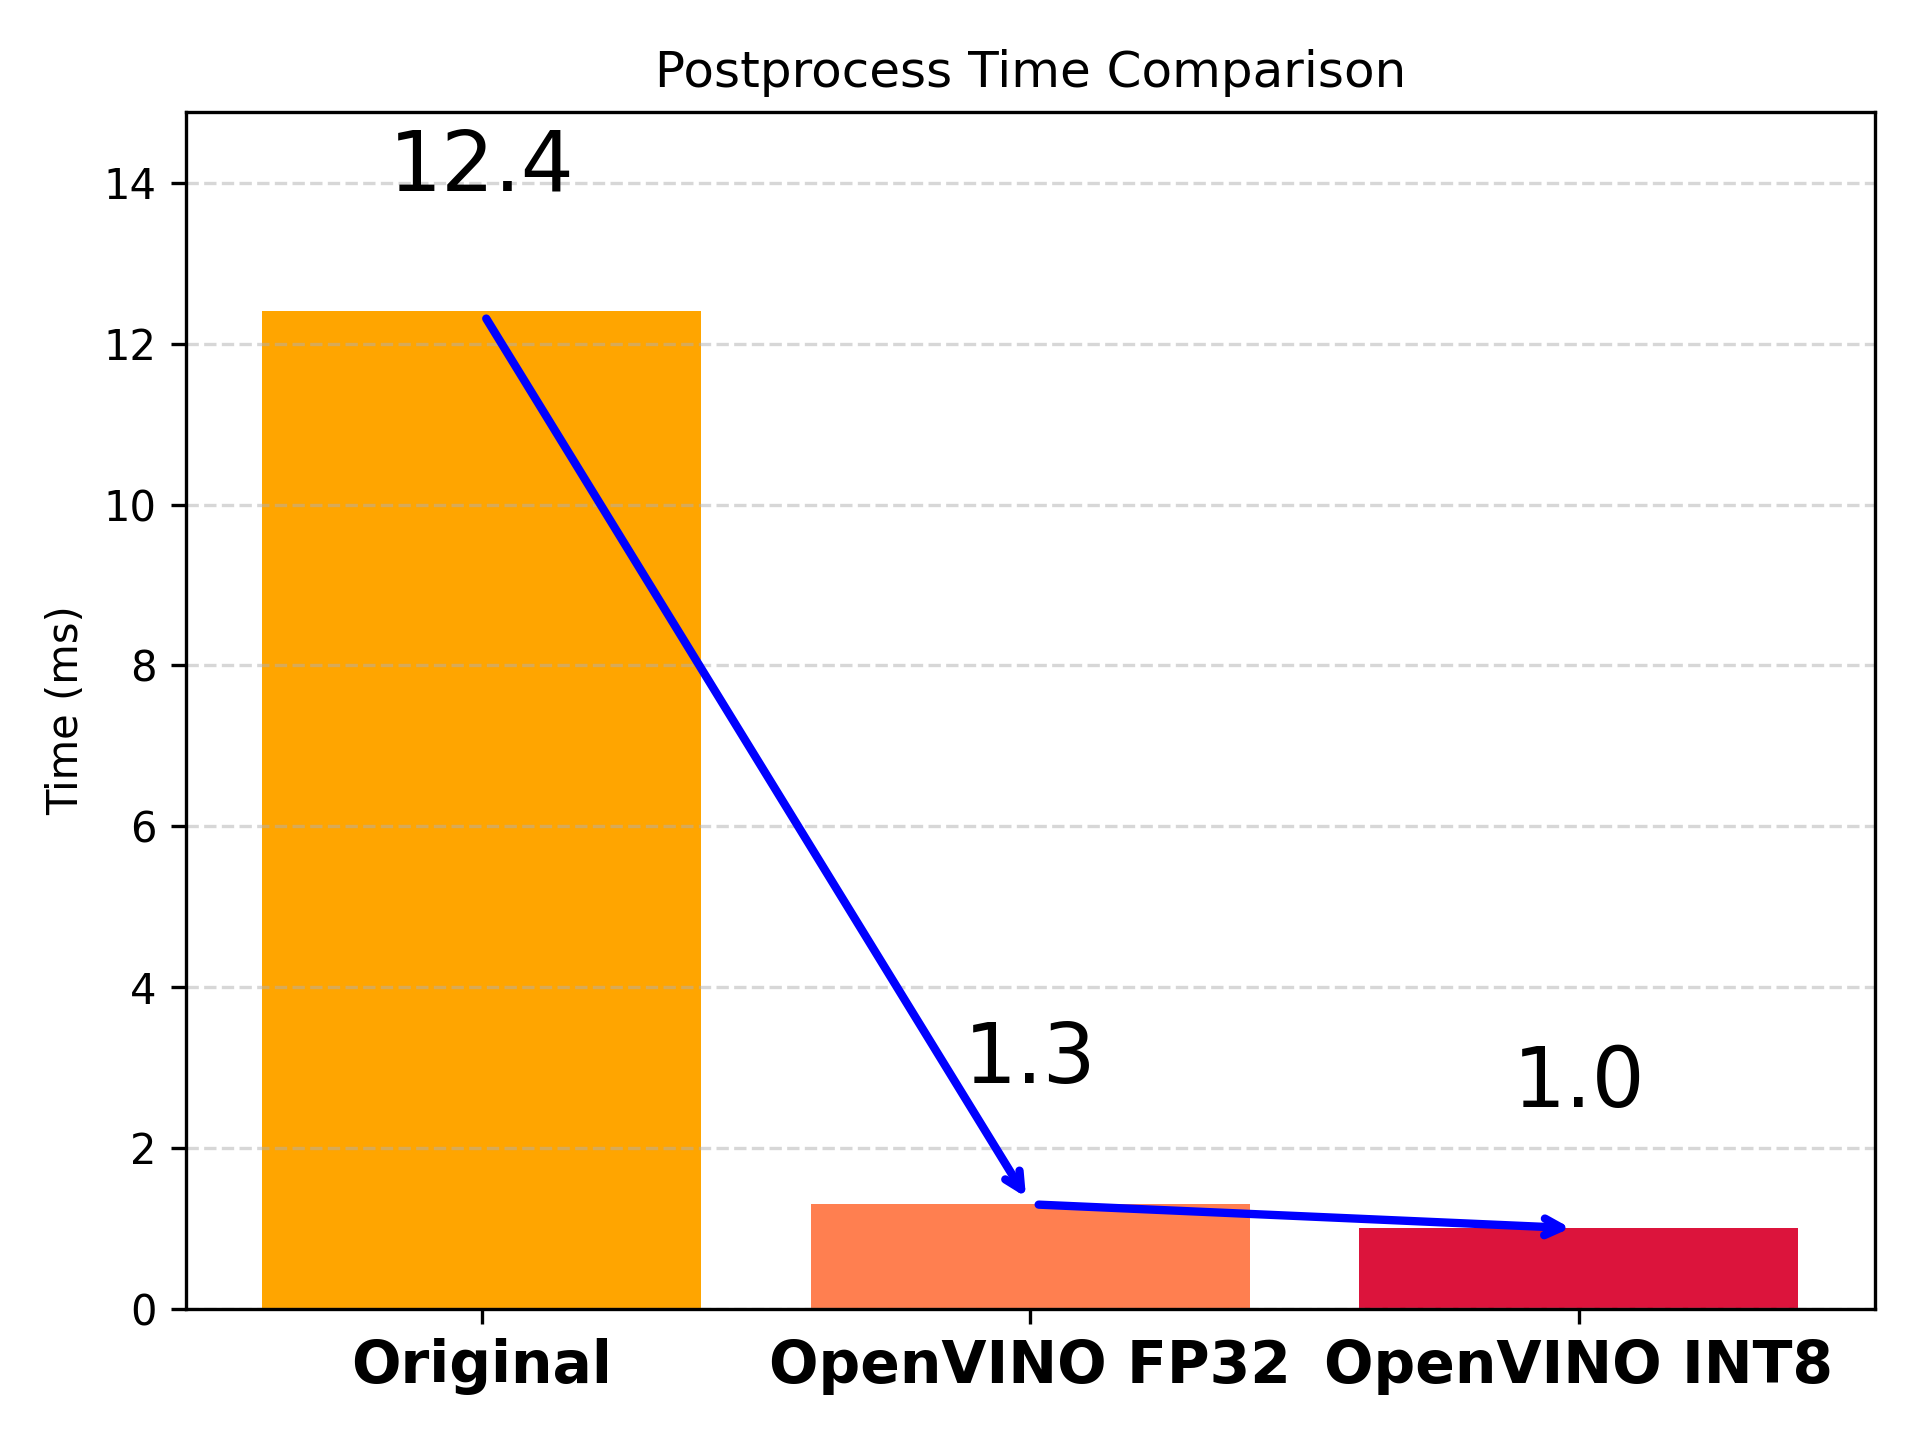 Postprocess Time Comparison
12.4
14
12
10
8
6
4
2
0
Time (ms)
1.3
1.0
Original
OpenVINO FP32
OpenVINO INT8